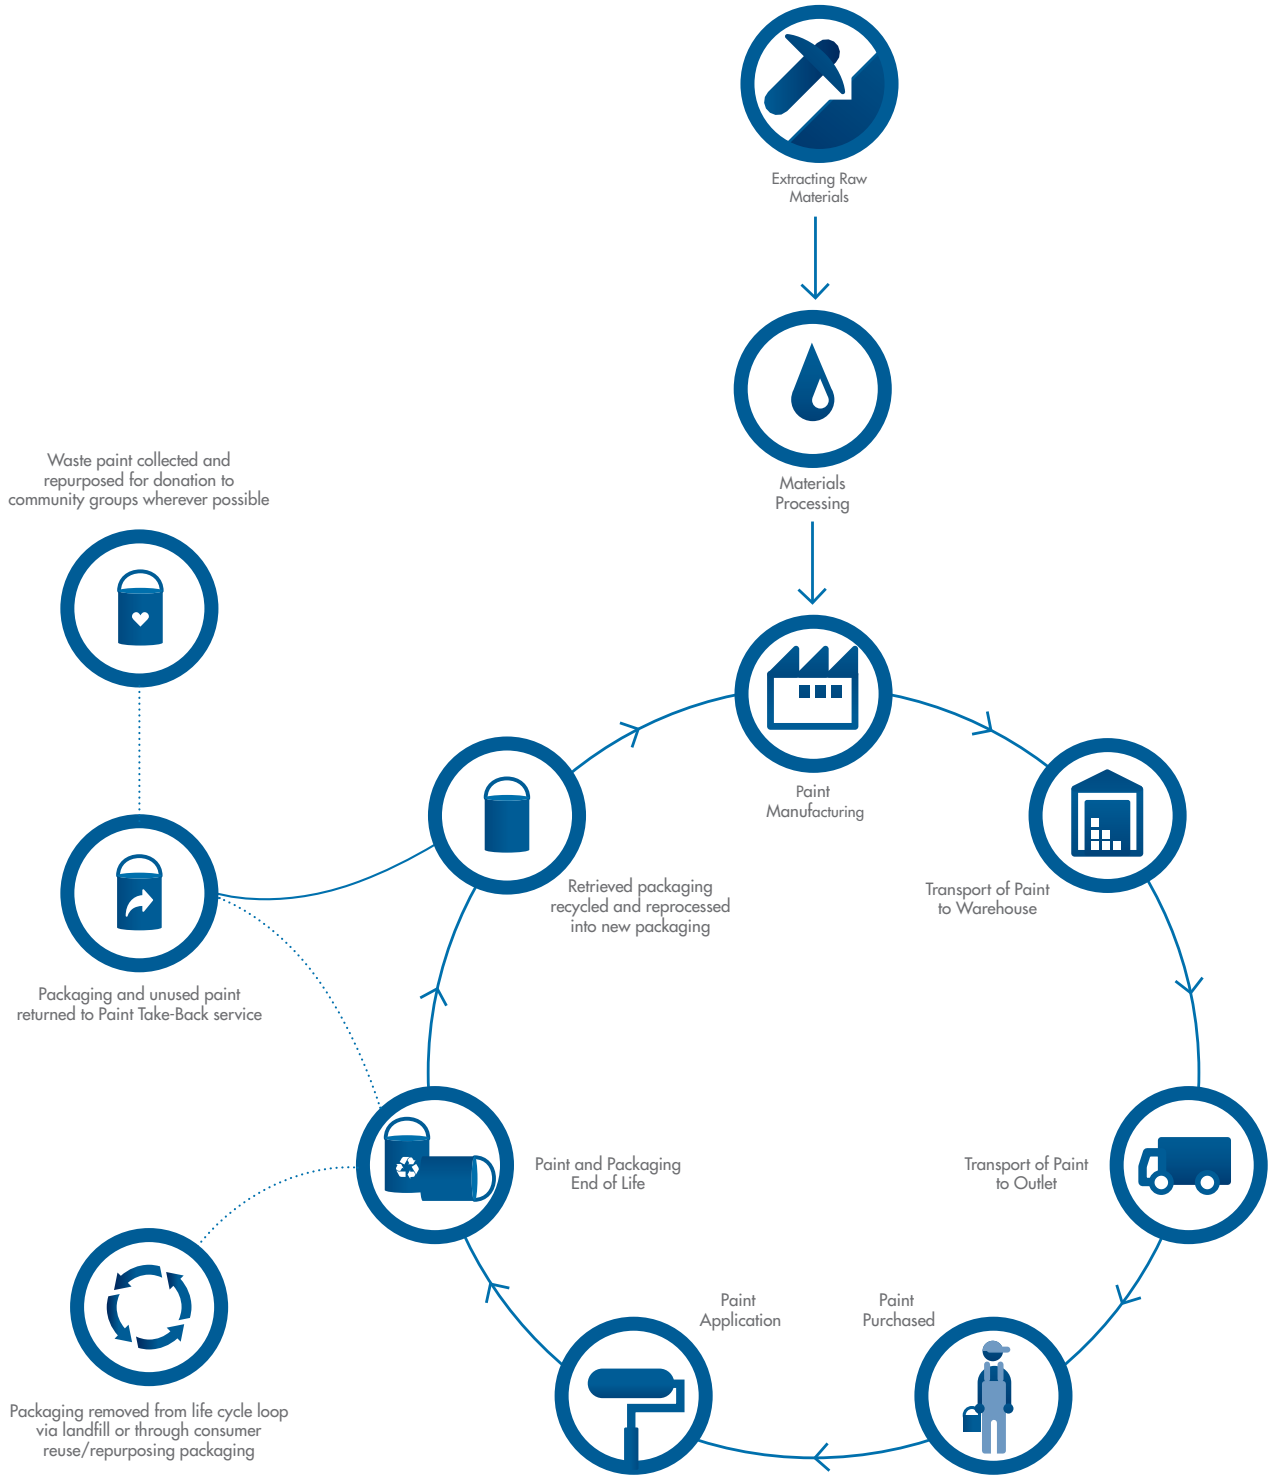 Extracting Raw
Materials
Materials
Processing
Waste paint collected and
repurposed for donation to
community groups wherever possible
Paint
Manufacturing
Retrieved packaging
recycled and reprocessed
into new packaging
Transport of Paint
to Warehouse
Packaging and unused paint
returned to Paint Take-Back service
Paint and Packaging
End of Life
Transport of Paint
to Outlet
Paint
Application
Paint
Purchased
Packaging removed from life cycle loop
via landfill or through consumer
reuse/repurposing packaging